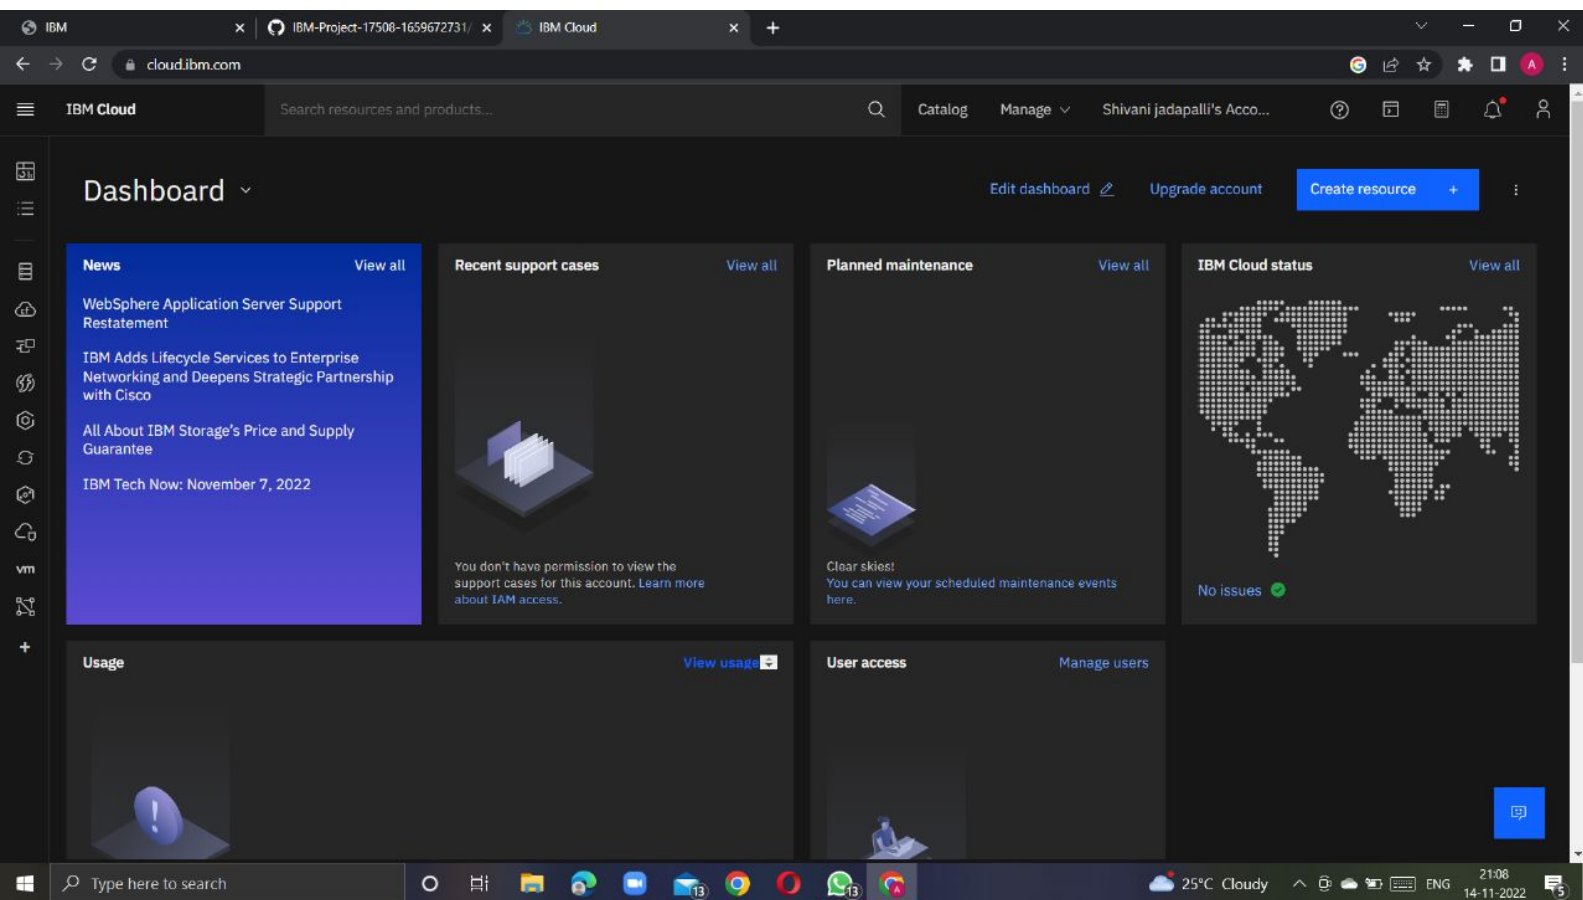 IBM
IBM-Project-17508-1659672731/
IBM Cloud
cloud.ibm.com
A
IBM Cloud
Search resources and products...
Catalog
Manage
Shivani jadapalli's Acco...
Dashboard
Edit dashboard
Upgrade account
Create resource +
News
View all
WebSphere Application Server Support
Restatement
IBM Adds Lifecycle Services to Enterprise
Networking and Deepens Strategic Partnership
with Cisco
All About IBM Storage's Price and Supply
Guarantee
IBM Tech Now: November 7, 2022
Recent support cases
View all
You don't have permission to view the
support cases for this account. Learn more
about IAM access.
Planned maintenance
View all
Clear skies!
You can view your scheduled maintenance events
here.
IBM Cloud status
View all
No issues
vm
Usage
View usage
User access
Manage users
Type here to search
13
13
A
25°C Cloudy
ENG
21:08
14-11-2022
5